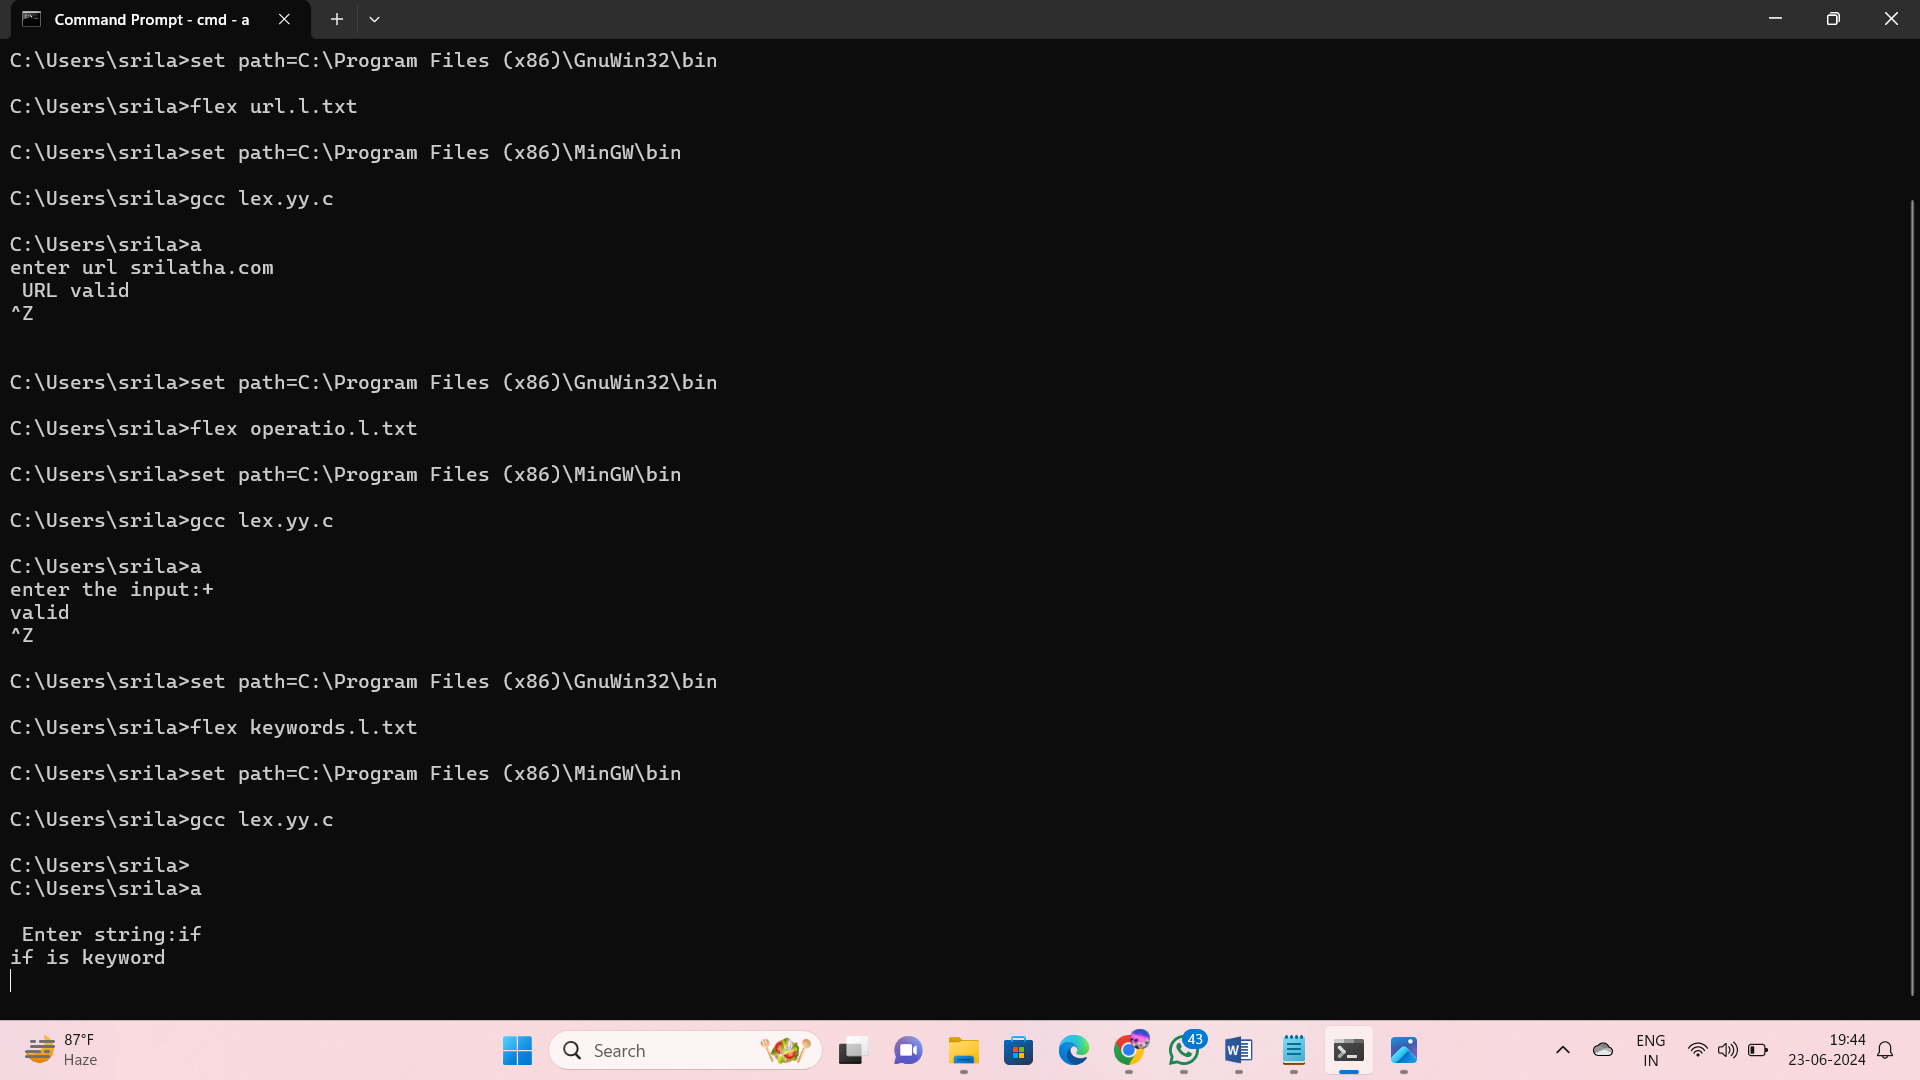 Command Prompt - cmd - a
C:\Users\srila>set path=C:\Program Files (x86)\GnuWin32\bin
C:\Users\srila>flex url.l.txt
C:\Users\srila>set path=C:\Program Files (x86)\MinGW\bin
C:\Users\srila>gcc lex.yy.c
C:\Users\srila>a
enter url srilatha.com
URL valid
^Z
C:\Users\srila>set path=C:\Program Files (x86)\GnuWin32\bin
C:\Users\srila>flex operatio.l.txt
C:\Users\srila>set path=C:\Program Files (x86)\MinGW\bin
C:\Users\srila>gcc lex.yy.c
C:\Users\srila>a
enter the input:+
valid
^Z
C:\Users\srila>set path=C:\Program Files (x86)\GnuWin32\bin
C:\Users\srila>flex keywords.l.txt
C:\Users\srila>set path=C:\Program Files (x86)\MinGW\bin
C:\Users\srila>gcc lex.yy.c
C:\Users\srila>
C:\Users\srila>a
Enter string:if
if is keyword
87°F
Haze
Search
43
W
ENG
IN
19:44
23-06-2024